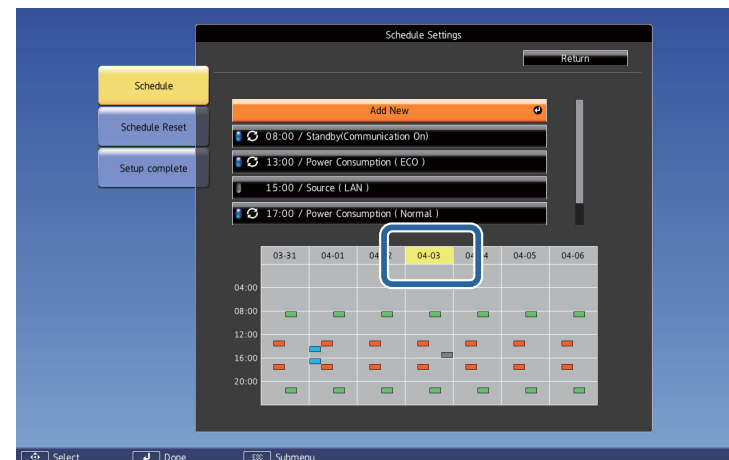 Schedule Settings
Return
Schedule
Schedule Reset
Setup complete
Add New
08:00 / Standby(Communication On)
13:00 / Power Consumption ( ECO )
15:00 / Source ( LAN )
17:00 / Power Consumption ( Normal )
03-31 04-01 04-03 04-05 04-06
04:00
08:00
12:00
16:00
20:00
Select Done ESC Submenu